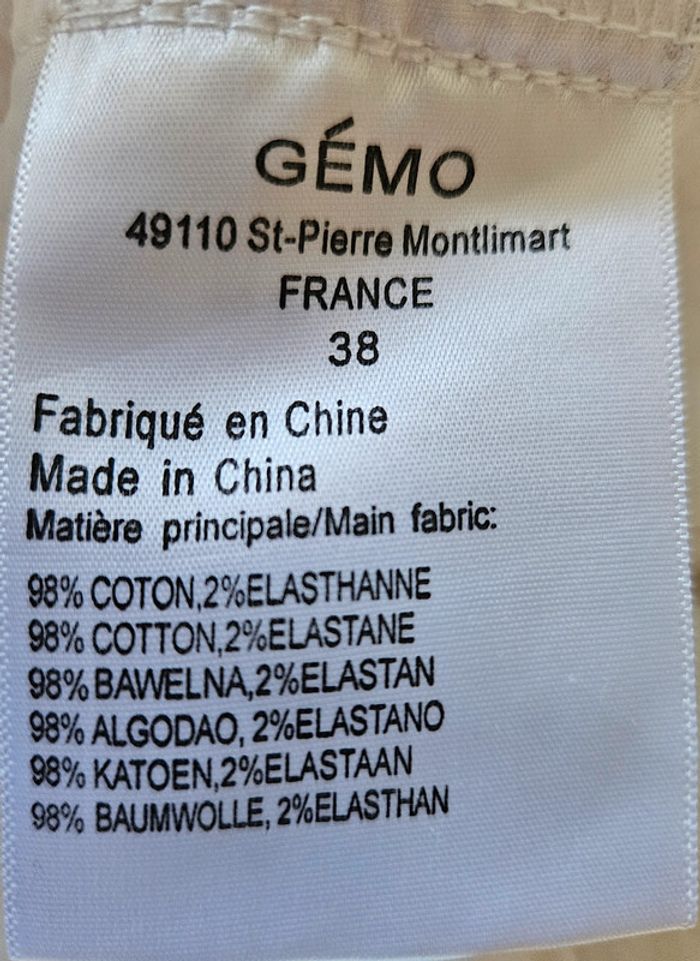 GÉMO
49110 St-Pierre Montlimart
FRANCE
38
Fabriqué en Chine
Made in China
Matière principale/Main fabric:
98% COTON,2%ELASTHANNE
98% COTTON,2%ELASTANE
98% BAWELNA,2%ELASTAN
98% ALGODAO, 2%ELASTANO
98% KATOEN,2%ELASTAAN
98% BAUMWOLLE, 2%ELASTHAN